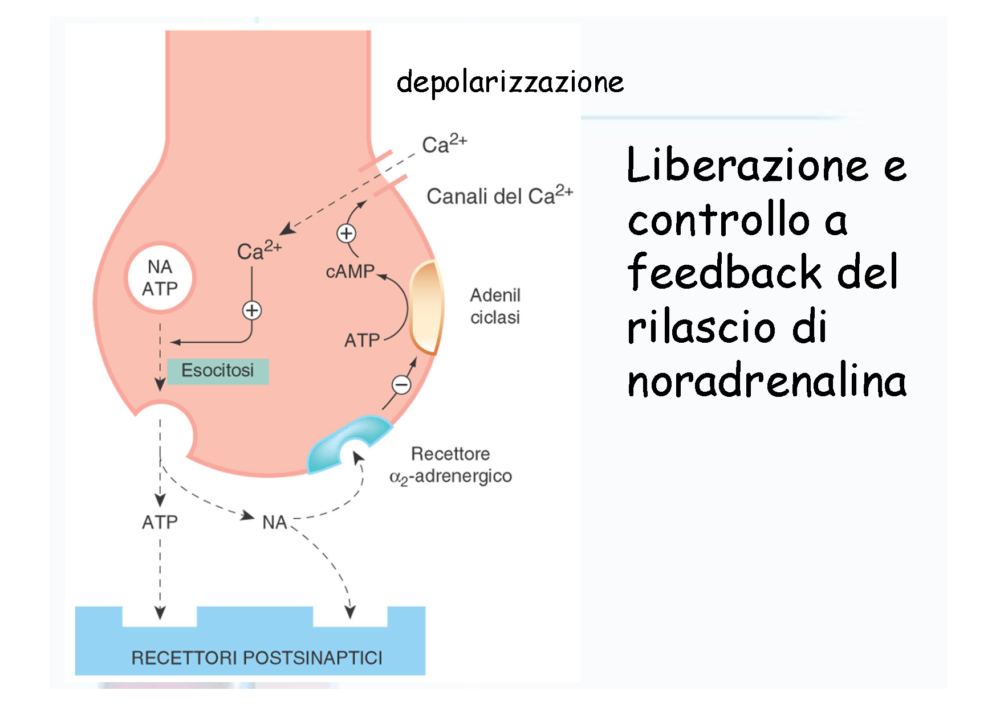 depolarizzazione
Ca²⁺
Canali del Ca²⁺
Ca²⁺
NA
ATP
+
+
cAMP
Adenil
ciclasi
ATP
Esocitosi
−
Recettore
α₂-adrenergico
ATP
NA
RECETTORI POSTSINAPTICI
Liberazione e
controllo a
feedback del
rilascio di
noradrenalina